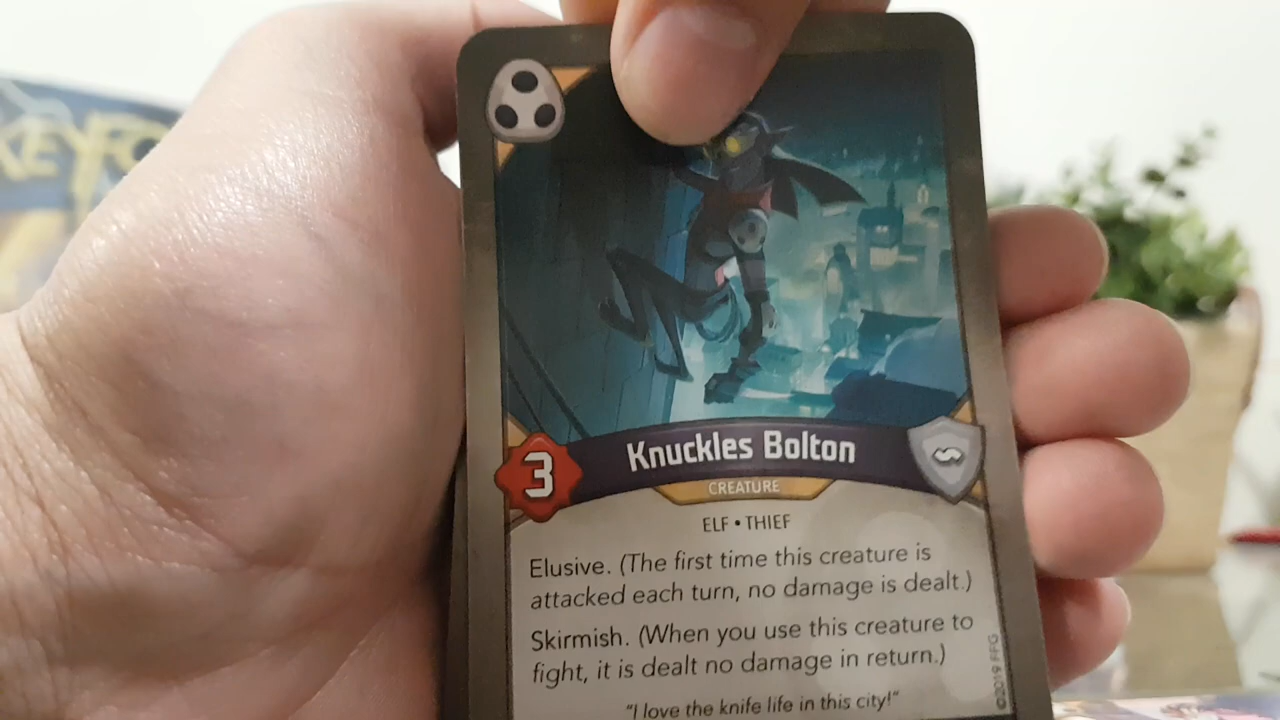 KEYFO
Knuckles Bolton
3
CREATURE
ELF • THIEF
Elusive. (The first time this creature is
attacked each turn, no damage is dealt.)
Skirmish. (When you use this creature to
fight, it is dealt no damage in return.)
"I love the knife life in this city!"
©2019 FFG